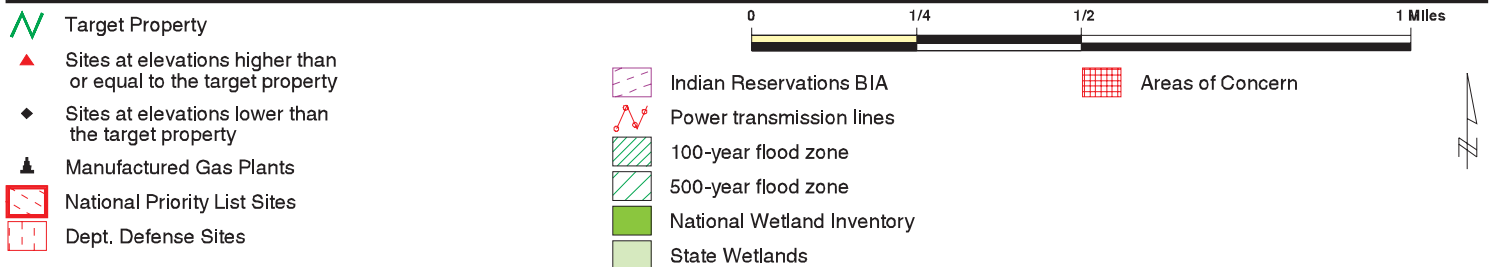 Target Property
Sites at elevations higher than
or equal to the target property
Sites at elevations lower than
the target property
Manufactured Gas Plants
National Priority List Sites
Dept. Defense Sites
0 1/4 1/2 1 Miles
Indian Reservations BIA
Power transmission lines
100-year flood zone
500-year flood zone
National Wetland Inventory
State Wetlands
Areas of Concern
N